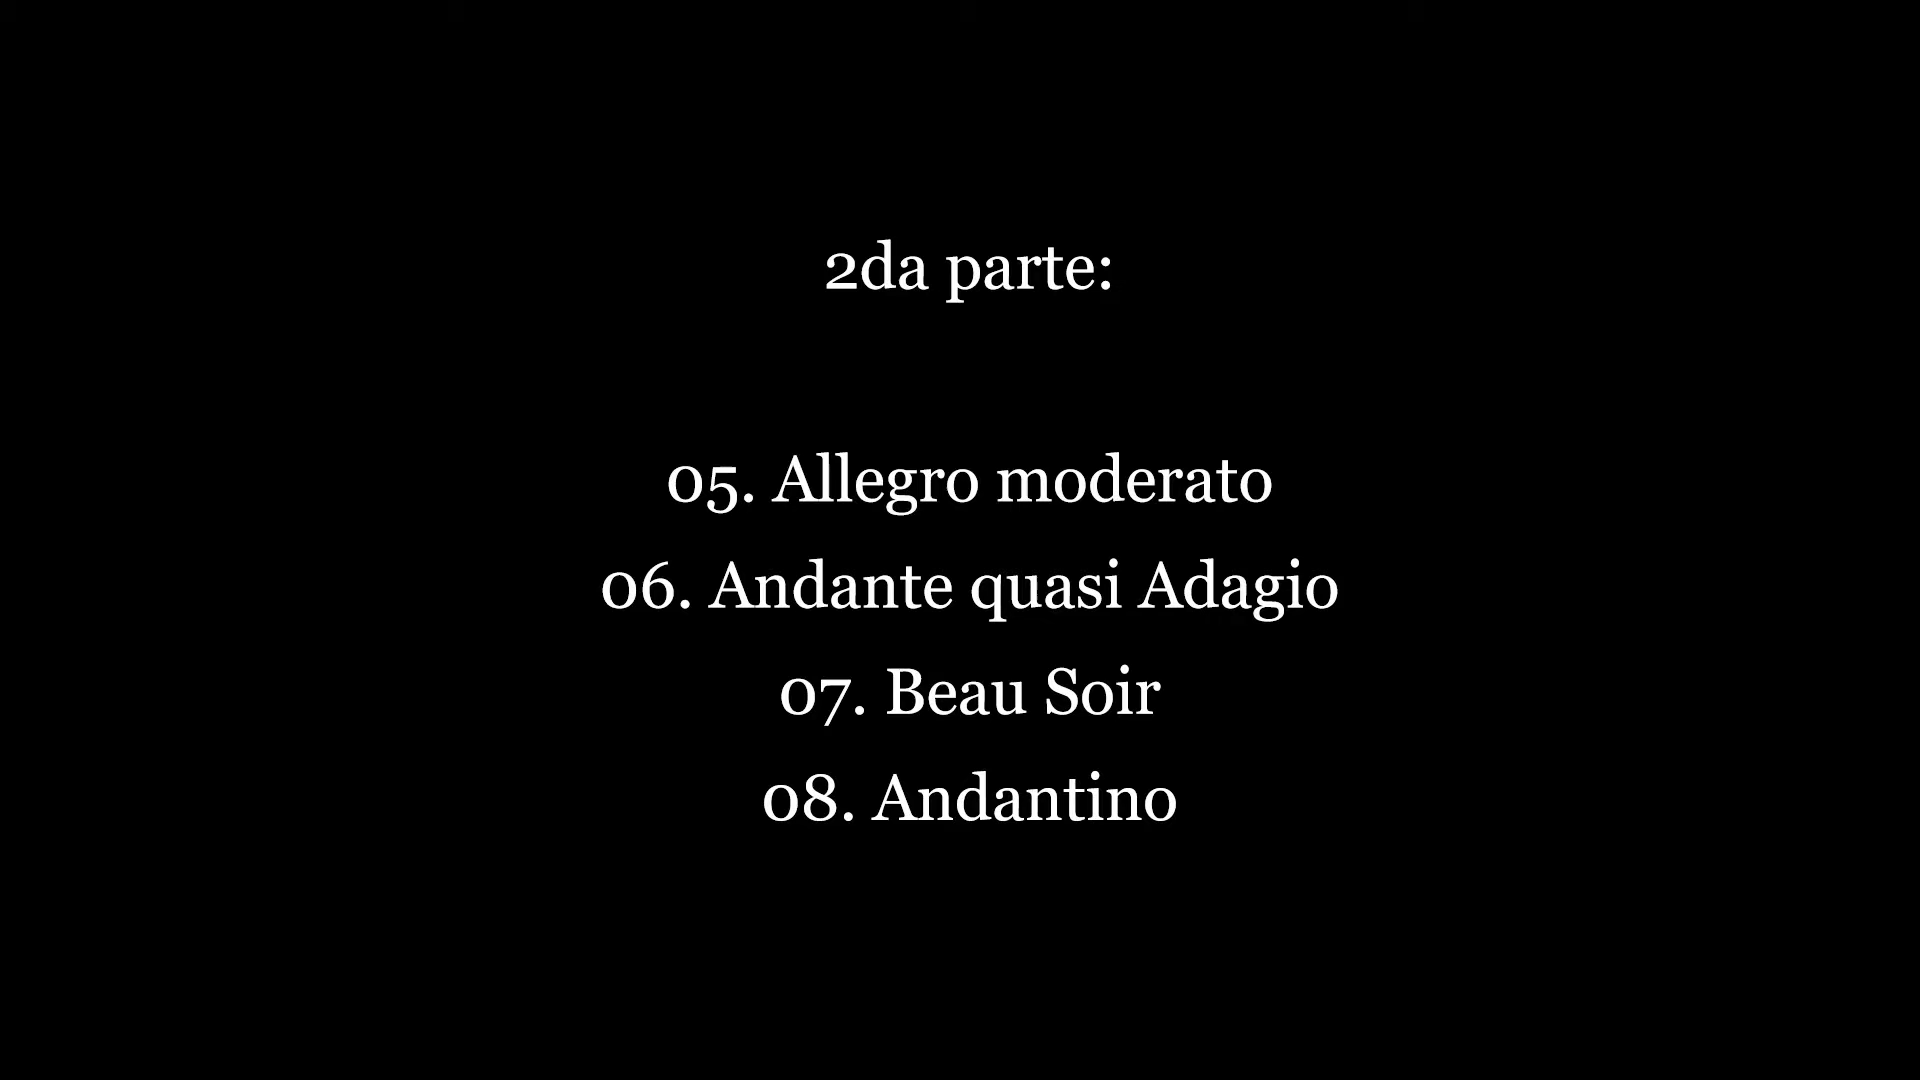 2da parte:
05. Allegro moderato
06. Andante quasi Adagio
07. Beau Soir
08. Andantino